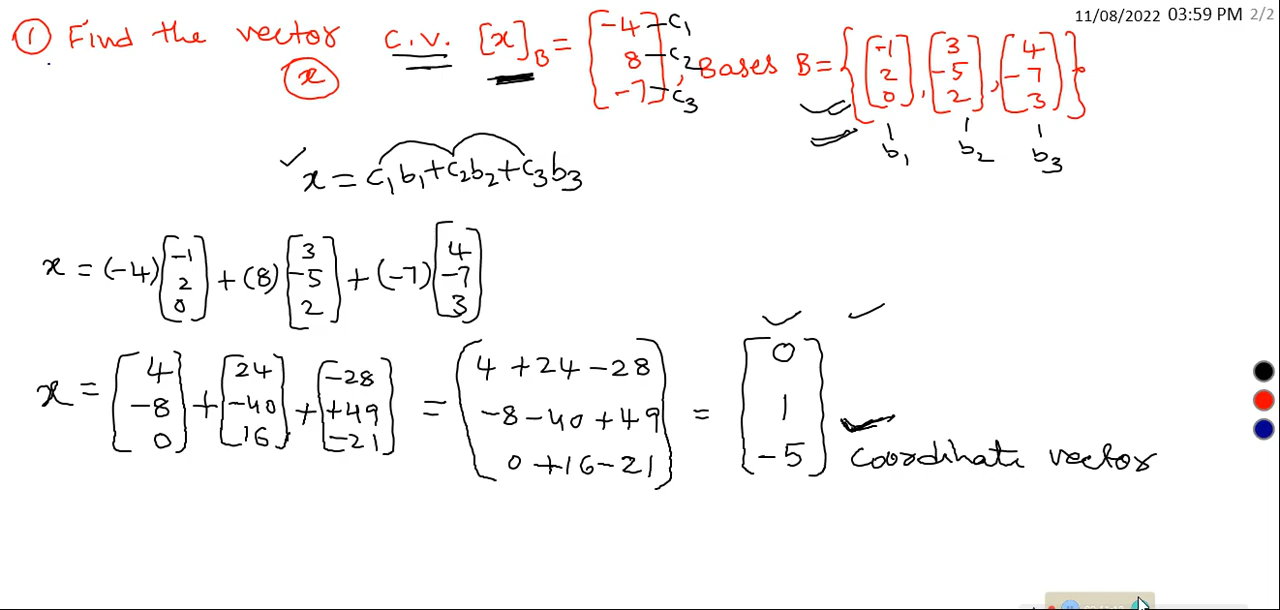 11/08/2022 03:59 PM 2/2
① Find the vector x c.v. [x]_B = [-4 8 -7] -c₁ -c₂ -c₃, Bases B = {[-1 2 0], [3 -5 2], [4 -7 3]}
b₁ b₂ b₃
✓ x = c₁b₁+c₂b₂+c₃b₃
x = (-4)[-1 2 0] + (8)[3 -5 2] + (-7)[4 -7 3]
x = [4 -8 0] + [24 -40 16] + [-28 +49 -21] = [4+24-28 -8-40+49 0+16-21] = [0 1 -5] coordinate vector